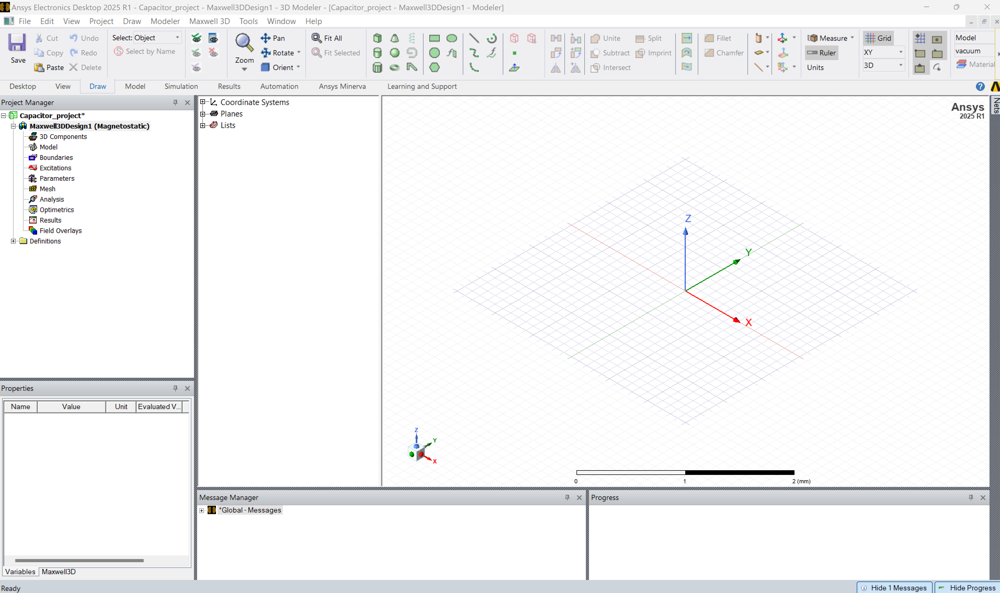 Ansys Electronics Desktop 2025 R1 - Capacitor_project - Maxwell3DDesign1 - 3D Modeler - [Capacitor_project - Maxwell3DDesign1 - Modeler]
File Edit View Project Draw Modeler Maxwell 3D Tools Window Help
Save
Cut
Copy
Paste
Undo
Redo
Delete
Select: Object
Select by Name
Zoom
Pan
Rotate
Orient
Fit All
Fit Selected
Unite
Subtract
Intersect
Split
Imprint
Fillet
Chamfer
Measure
Ruler
Units
Grid
XY
3D
Model
vacuum
Desktop View Draw Model Simulation Results Automation Ansys Minerva Learning and Support
?
Project Manager
Capacitor_project*
Maxwell3DDesign1 (Magnetostatic)
3D Components
Model
Boundaries
Excitations
Parameters
Mesh
Analysis
Optimetrics
Results
Field Overlays
Definitions
Coordinate Systems
Planes
Lists
Ansys
2025 R1
Nets
Z
Y
X
Z
Y
X
0 1 2 (mm)
Properties
Name Value Unit Evaluated V...
Variables Maxwell3D
Message Manager
*Global - Messages
Progress
Ready
Hide 1 Messages
Hide Progress